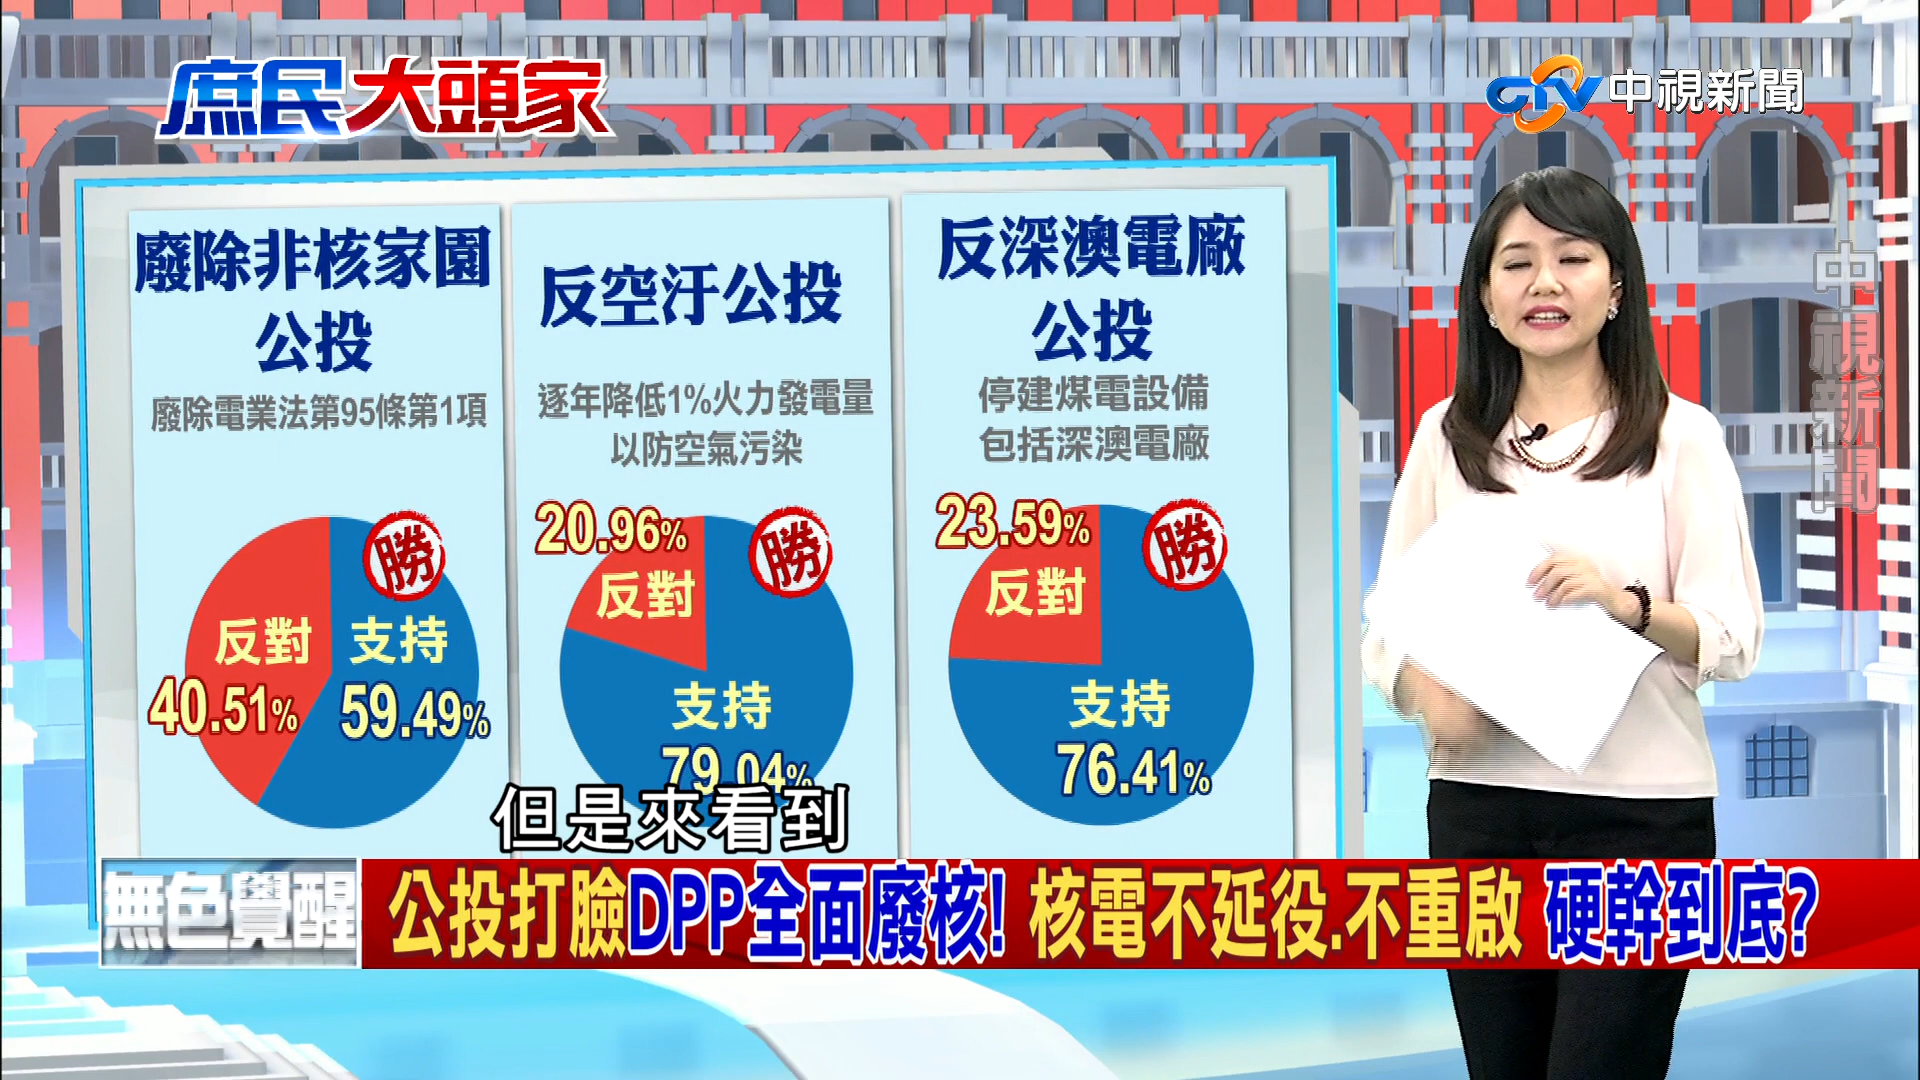 庶民大頭家
CTV中視新聞
中視新聞
廢除非核家園
公投
廢除電業法第95條第1項
勝
反對
40.51%
支持
59.49%
反空汙公投
逐年降低1%火力發電量
以防空氣污染
20.96%
反對
勝
支持
79.04%
反深澳電廠
公投
停建煤電設備
包括深澳電廠
23.59%
反對
勝
支持
76.41%
但是來看到
無色覺醒
公投打臉DPP全面廢核! 核電不延役.不重啟 硬幹到底?